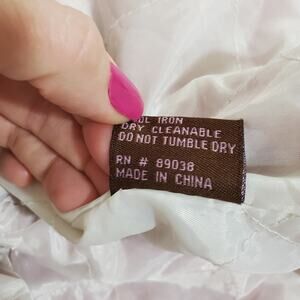 IRON
DRY CLEANABLE
DO NOT TUMBLE DRY
RN # 89038
MADE IN CHINA